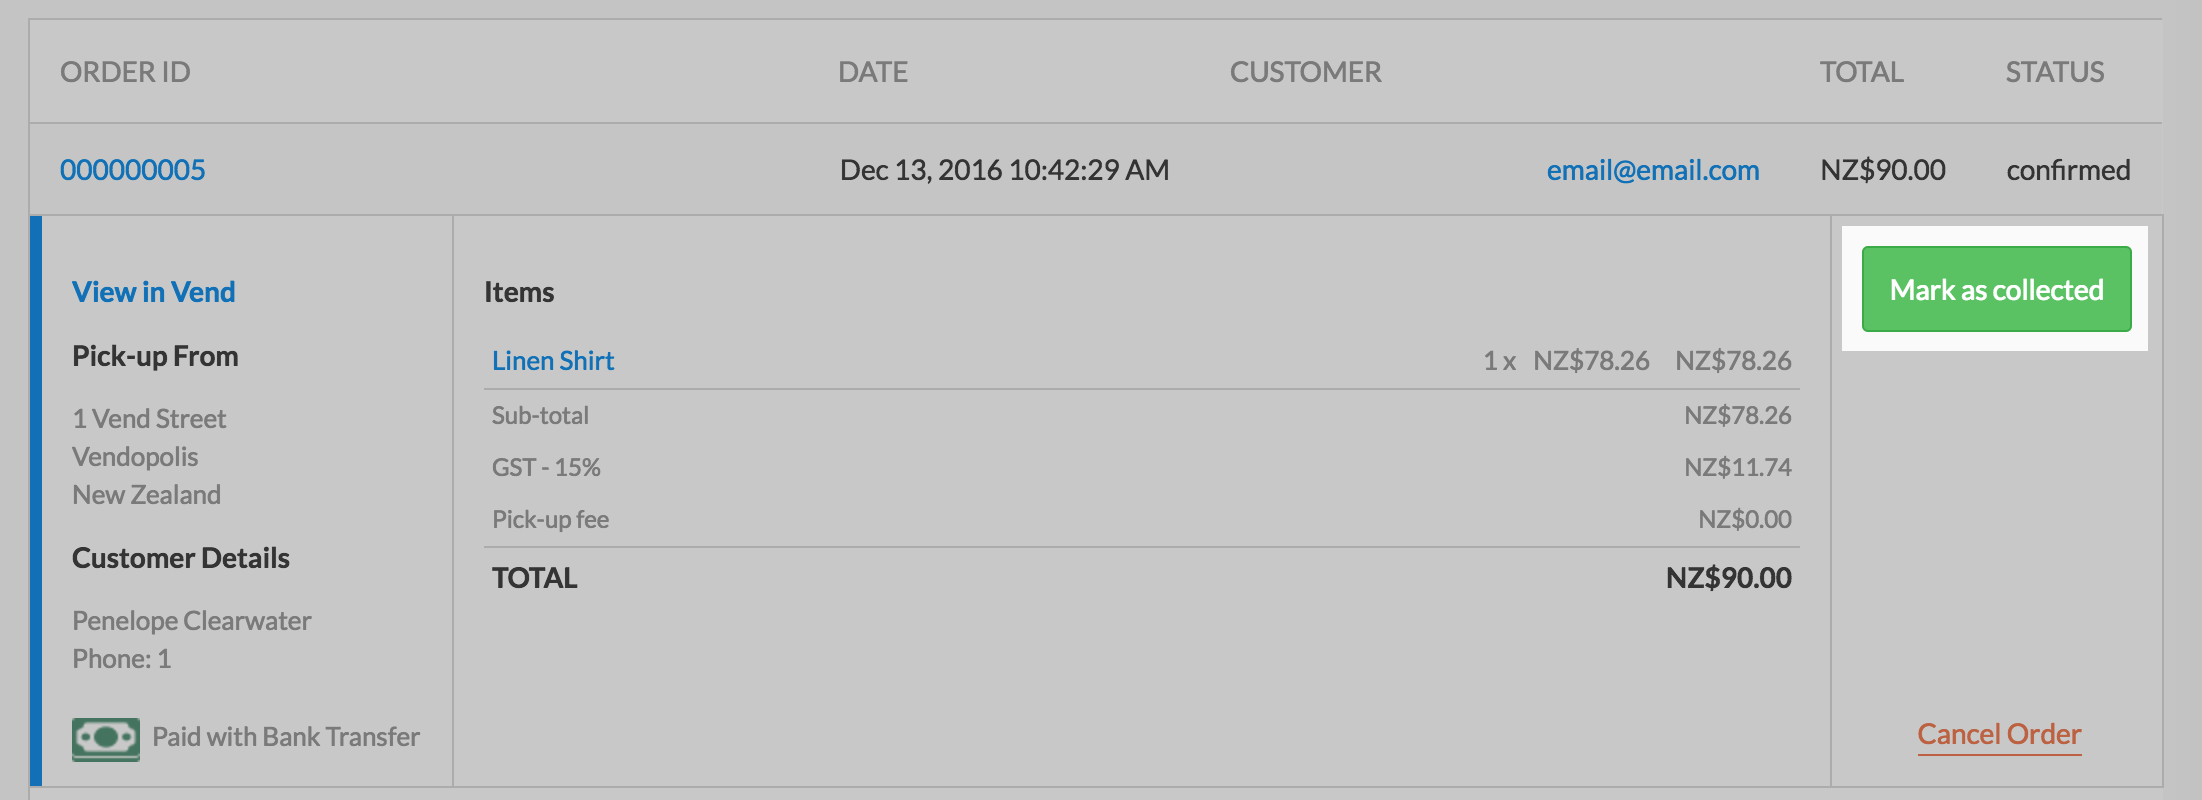 ORDER ID DATE CUSTOMER TOTAL STATUS
000000005 Dec 13, 2016 10:42:29 AM email@email.com NZ$90.00 confirmed
View in Vend
Pick-up From
1 Vend Street
Vendopolis
New Zealand
Customer Details
Penelope Clearwater
Phone: 1
Paid with Bank Transfer
Items
Linen Shirt 1 x NZ$78.26 NZ$78.26
Sub-total NZ$78.26
GST - 15% NZ$11.74
Pick-up fee NZ$0.00
TOTAL NZ$90.00
Mark as collected
Cancel Order